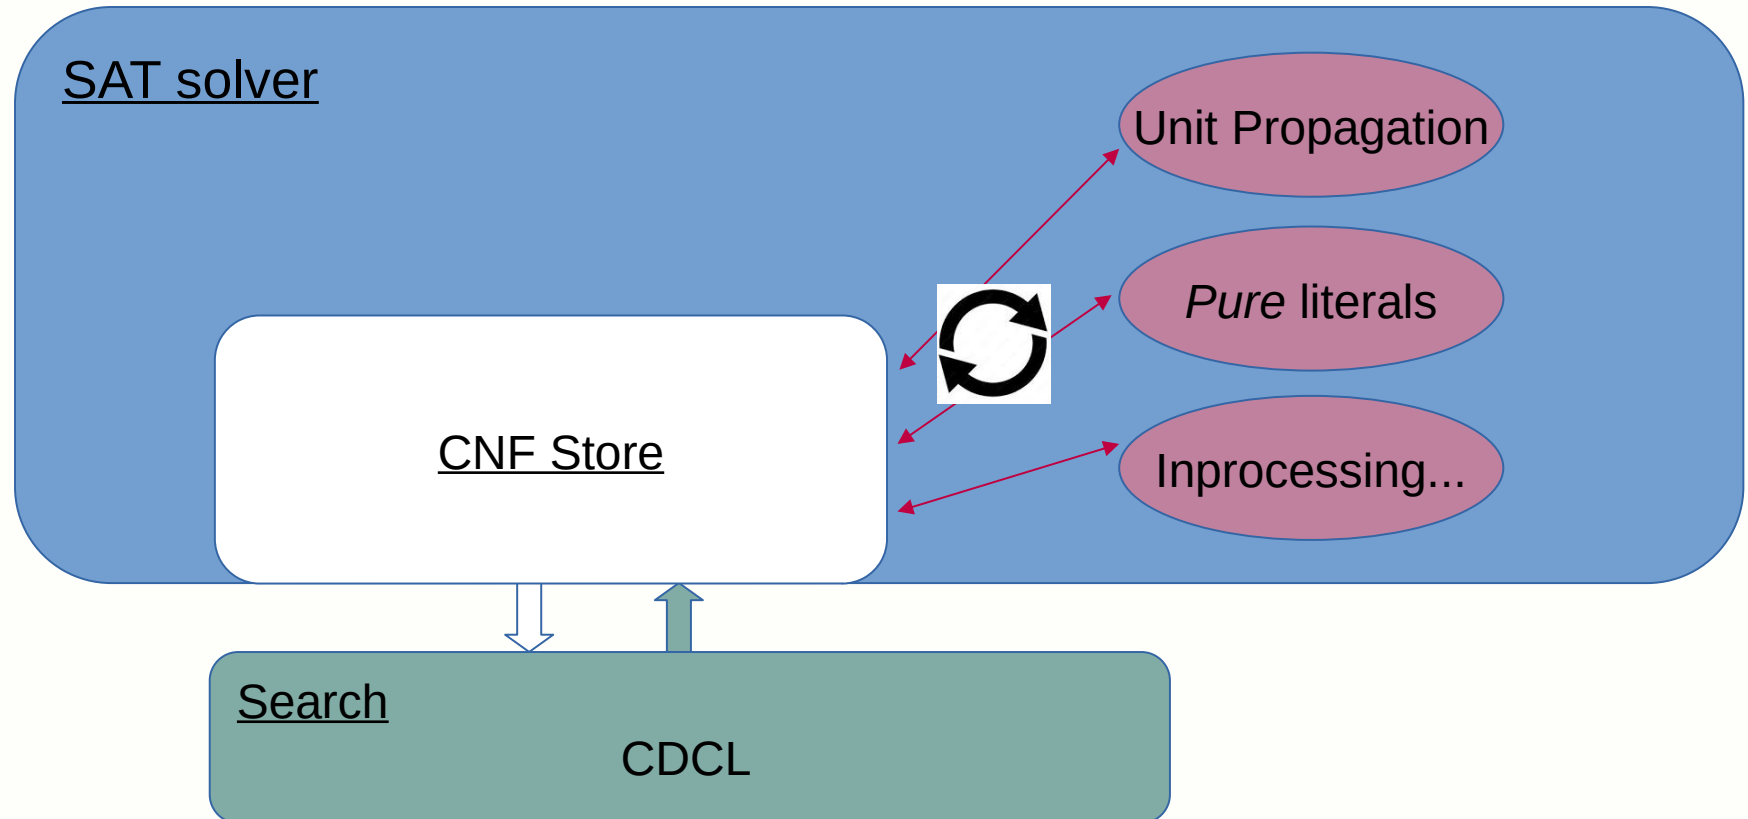 SAT solver
Unit Propagation
Pure literals
CNF Store
Inprocessing...
Search
CDCL